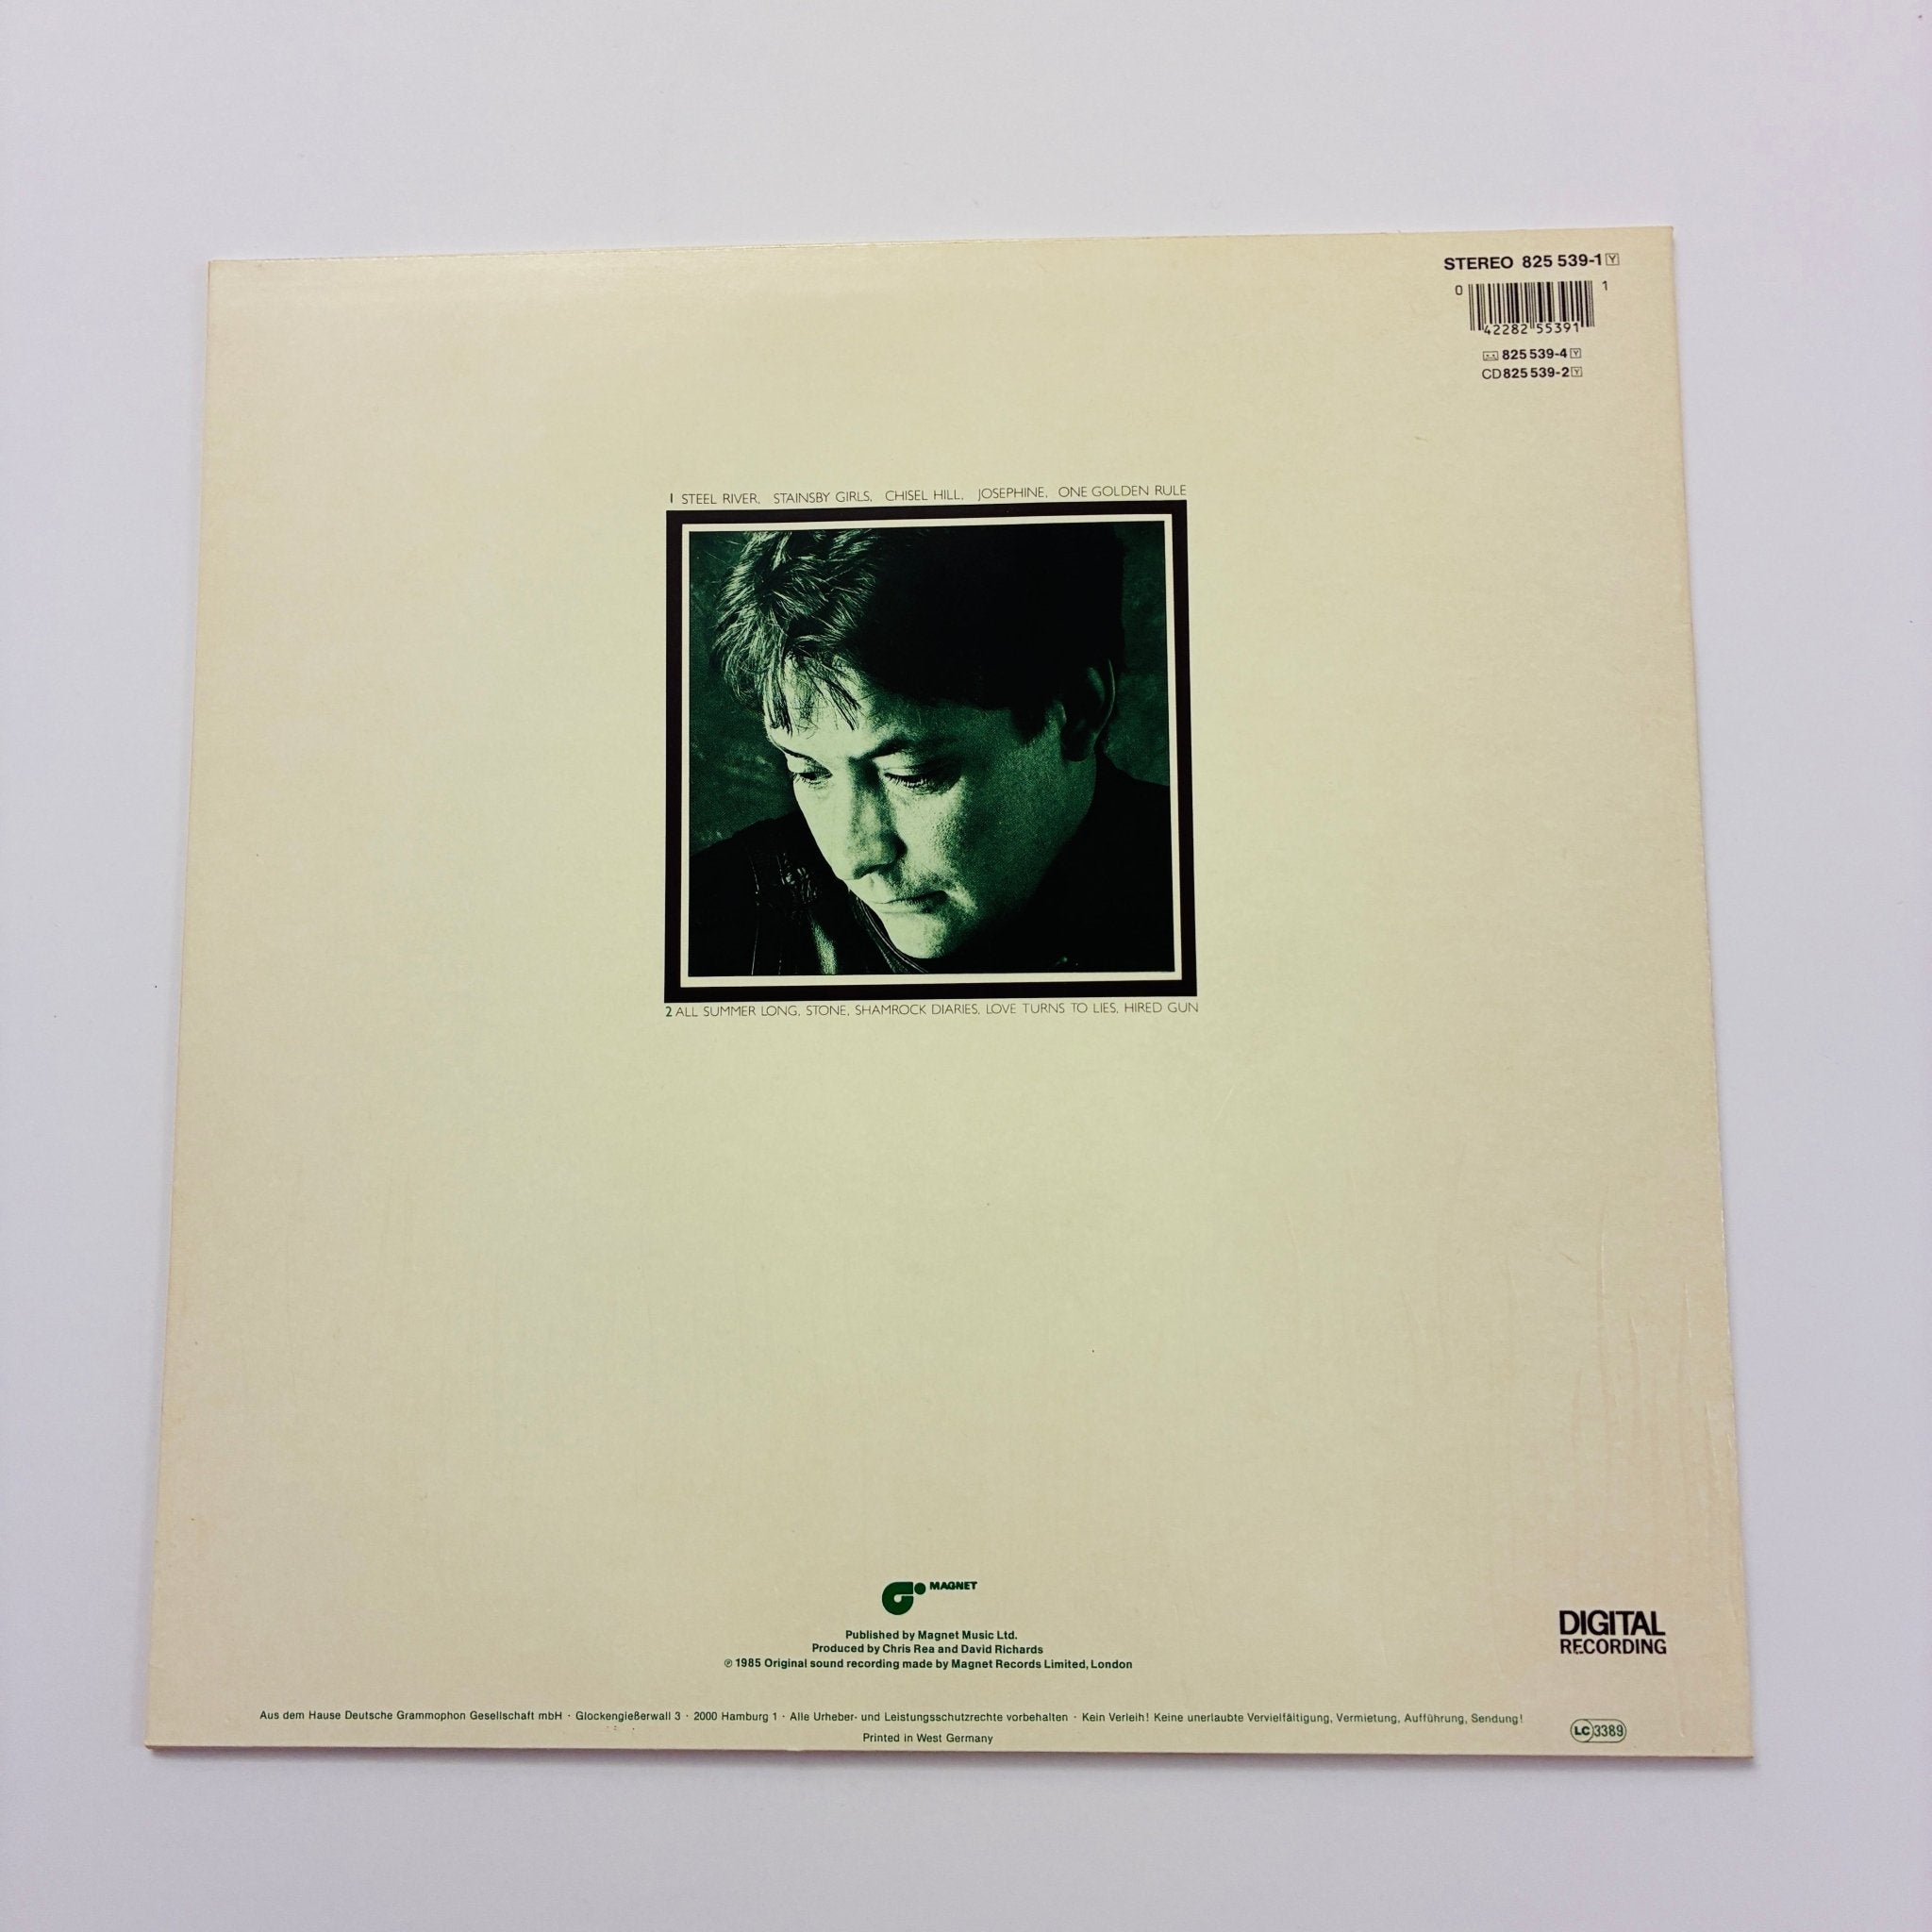 STEREO 825 539-1 Y
0 42282 55391 1
825 539-4 Y
CD 825 539-2 Y
1 STEEL RIVER, STAINSBY GIRLS, CHISEL HILL, JOSEPHINE, ONE GOLDEN RULE
2 ALL SUMMER LONG, STONE, SHAMROCK DIARIES, LOVE TURNS TO LIES, HIRED GUN
MAGNET
Published by Magnet Music Ltd.
Produced by Chris Rea and David Richards
℗ 1985 Original sound recording made by Magnet Records Limited, London
DIGITAL
RECORDING
Aus dem Hause Deutsche Grammophon Gesellschaft mbH · Glockengießerwall 3 · 2000 Hamburg 1 · Alle Urheber- und Leistungsschutzrechte vorbehalten · Kein Verleih! Keine unerlaubte Vervielfältigung, Vermietung, Aufführung, Sendung!
LC 3389
Printed in West Germany